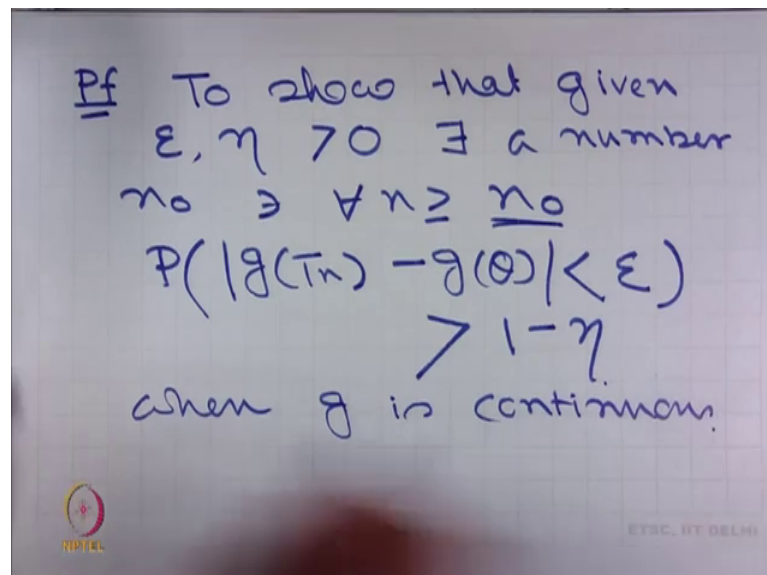 Pf To show that given
ε, η > 0 ∃ a number
n₀ ∋ ∀ n ≥ n₀
P( |g(Tn) − g(θ)| < ε )
> 1 − η
when g is continuous.
NPTEL
ETSC, IIT DELHI